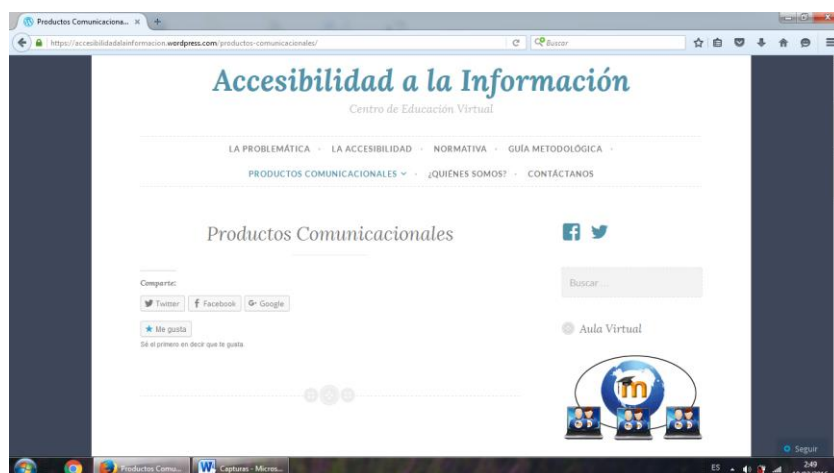 Productos Comunicaciona... × +
https://accesibilidadalainformacion.wordpress.com/productos-comunicacionales/
Buscar
Accesibilidad a la Información
Centro de Educación Virtual
LA PROBLEMÁTICA · LA ACCESIBILIDAD · NORMATIVA · GUÍA METODOLÓGICA ·
PRODUCTOS COMUNICACIONALES · ¿QUIÉNES SOMOS? · CONTÁCTANOS
Productos Comunicacionales
Comparte:
Twitter Facebook G+ Google
Me gusta
Sé el primero en decir que te gusta.
Buscar...
Aula Virtual
m
Seguir
Productos Comu... Capturas - Micros...
ES 2:49